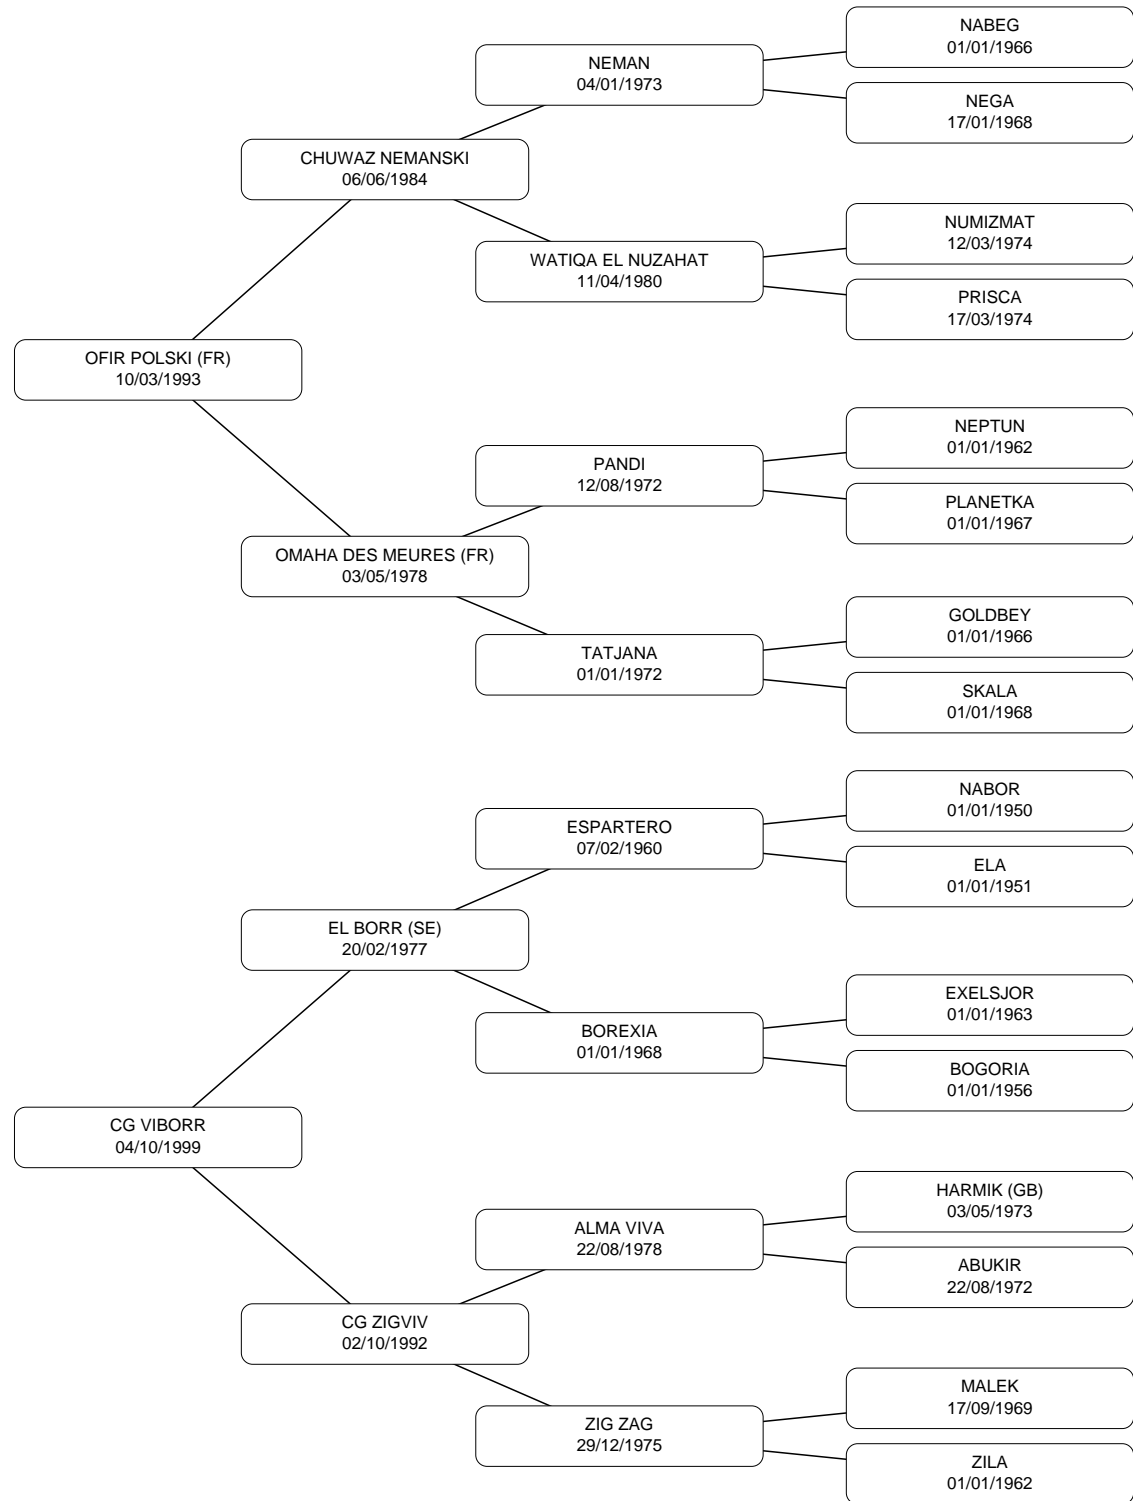 NABEG
01/01/1966
NEMAN
04/01/1973
NEGA
17/01/1968
CHUWAZ NEMANSKI
06/06/1984
NUMIZMAT
12/03/1974
WATIQA EL NUZAHAT
11/04/1980
PRISCA
17/03/1974
OFIR POLSKI (FR)
10/03/1993
NEPTUN
01/01/1962
PANDI
12/08/1972
PLANETKA
01/01/1967
OMAHA DES MEURES (FR)
03/05/1978
GOLDBEY
01/01/1966
TATJANA
01/01/1972
SKALA
01/01/1968
NABOR
01/01/1950
ESPARTERO
07/02/1960
ELA
01/01/1951
EL BORR (SE)
20/02/1977
EXELSJOR
01/01/1963
BOREXIA
01/01/1968
BOGORIA
01/01/1956
CG VIBORR
04/10/1999
HARMIK (GB)
03/05/1973
ALMA VIVA
22/08/1978
ABUKIR
22/08/1972
CG ZIGVIV
02/10/1992
MALEK
17/09/1969
ZIG ZAG
29/12/1975
ZILA
01/01/1962